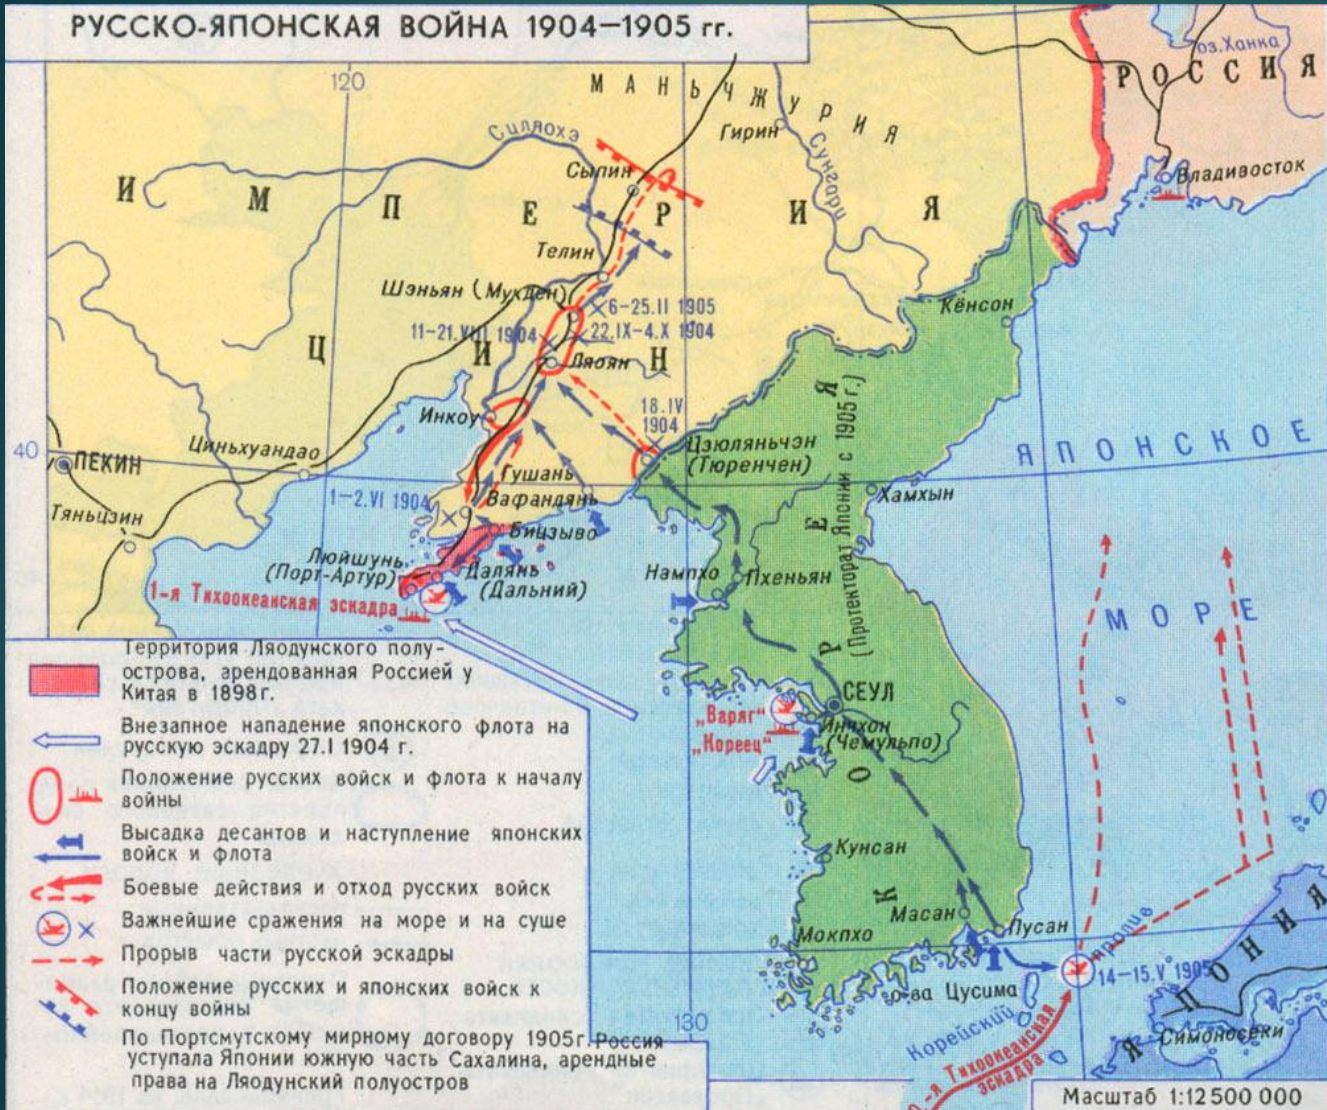 РУССКО-ЯПОНСКАЯ ВОЙНА 1904—1905 гг.
120
МАНЬЧЖУРИЯ
оз.Ханка
РОССИЯ
Силяохэ
Гирин
Сунгари
Сыпин
Владивосток
ИМПЕРИЯ
Телин
Шэньян (Мукден)
6-25.II 1905
Кёнсон
11-21.VIII 1904
22.IX-4.X 1904
ЦИН
Ляоян
18.IV
1904
Инкоу
Циньхуандао
Цзюляньчэн
(Тюренчен)
40
ПЕКИН
ЯПОНСКОЕ
Гушань
1—2.VI 1904
Вафандянь
Хамхын
Тяньцзин
Бицзыво
Люйшунь
(Порт-Артур)
Далянь
(Дальний)
Нампхо
Пхеньян
1-я Тихоокеанская эскадра
МОРЕ
КОРЕЯ
(Протекторат Японии с 1905 г.)
СЕУЛ
„Варяг"
„Кореец"
Инчхон
(Чемульпо)
Кунсан
Масан
Пусан
Мокпхо
14—15.V 1905
о-ва Цусима
Корейский пролив
ЯПОНИЯ
Симоносеки
130
-я Тихоокеанская
эскадра
Территория Ляодунского полу-
острова, арендованная Россией у
Китая в 1898г.
Внезапное нападение японского флота на
русскую эскадру 27.I 1904 г.
Положение русских войск и флота к началу
войны
Высадка десантов и наступление японских
войск и флота
Боевые действия и отход русских войск
Важнейшие сражения на море и на суше
Прорыв части русской эскадры
Положение русских и японских войск к
концу войны
По Портсмутскому мирному договору 1905г. Россия
уступала Японии южную часть Сахалина, арендные
права на Ляодунский полуостров
Масштаб 1:12500 000